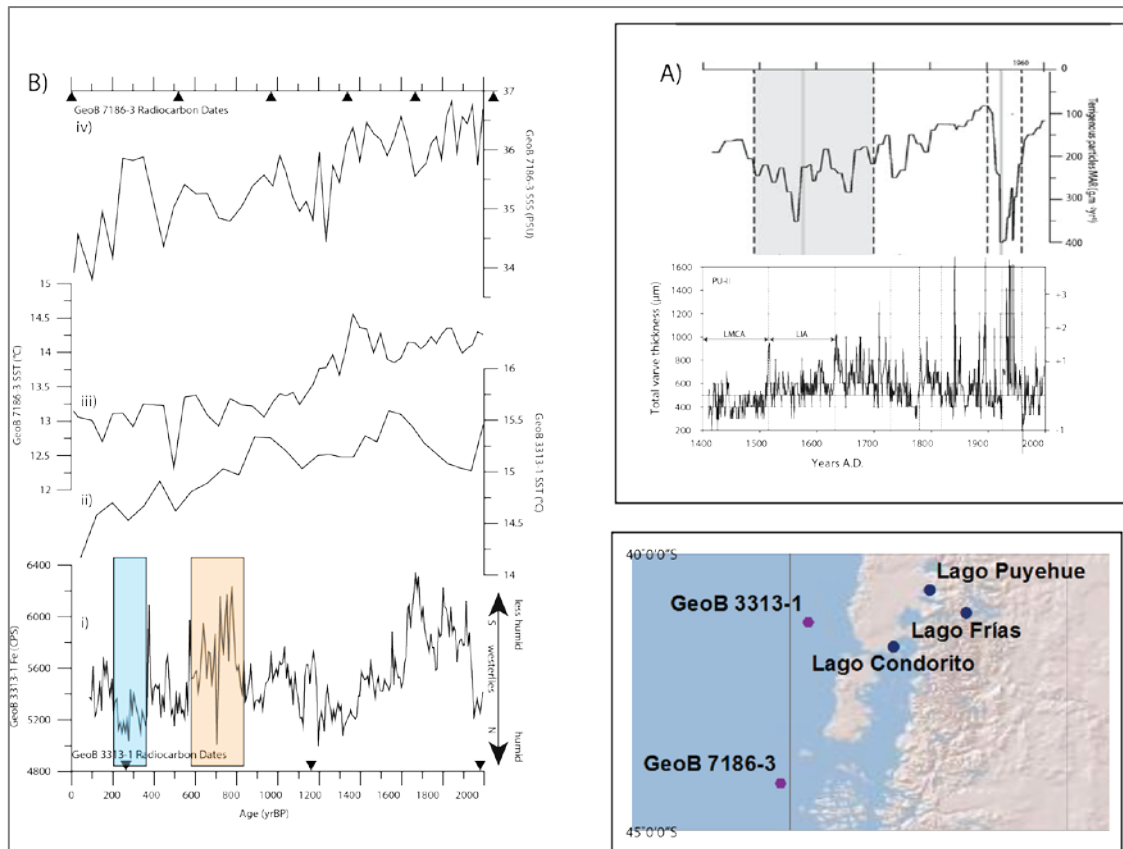 B)
GeoB 7186-3 Radiocarbon Dates
iv)
37
36
35
34
GeoB 7186-3 SSS (PSU)
15
14.5
14
13.5
13
12.5
12
GeoB 7186-3 SST (°C)
iii)
ii)
16
15.5
15
14.5
14
GeoB 3313-1 SST (°C)
6400
6000
5600
5200
4800
GeoB 3313-1 Fe (CPS)
i)
GeoB 3313-1 Radiocarbon Dates
less humid
S westerlies N
humid
0 200 400 600 800 1000 1200 1400 1600 1800 2000
Age (yrBP)
A)
1960
0
100
200
300
400
Terrigenous particles MAR (gm-²yr-¹)
1600
1400
1200
1000
800
600
400
200
Total varve thickness (µm)
PU-II
LMCA
LIA
+3
+2
+1
-1
1400 1500 1600 1700 1800 1900 2000
Years A.D.
40°0'0"S
Lago Puyehue
GeoB 3313-1
Lago Frías
Lago Condorito
GeoB 7186-3
45°0'0"S